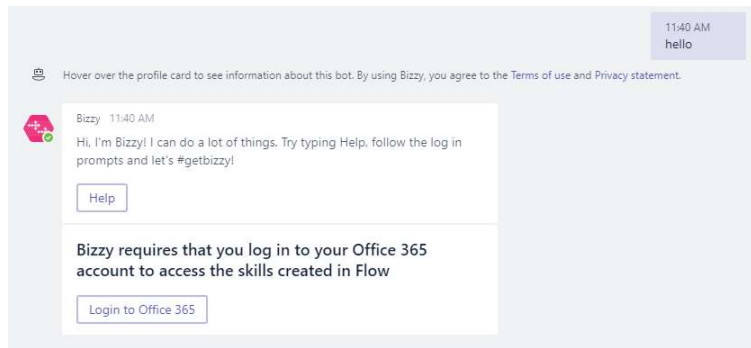 11:40 AM
hello
Hover over the profile card to see information about this bot. By using Bizzy, you agree to the Terms of use and Privacy statement.
Bizzy 11:40 AM
Hi, I'm Bizzy! I can do a lot of things. Try typing Help, follow the log in
prompts and let's #getbizzy!
Help
Bizzy requires that you log in to your Office 365
account to access the skills created in Flow
Login to Office 365